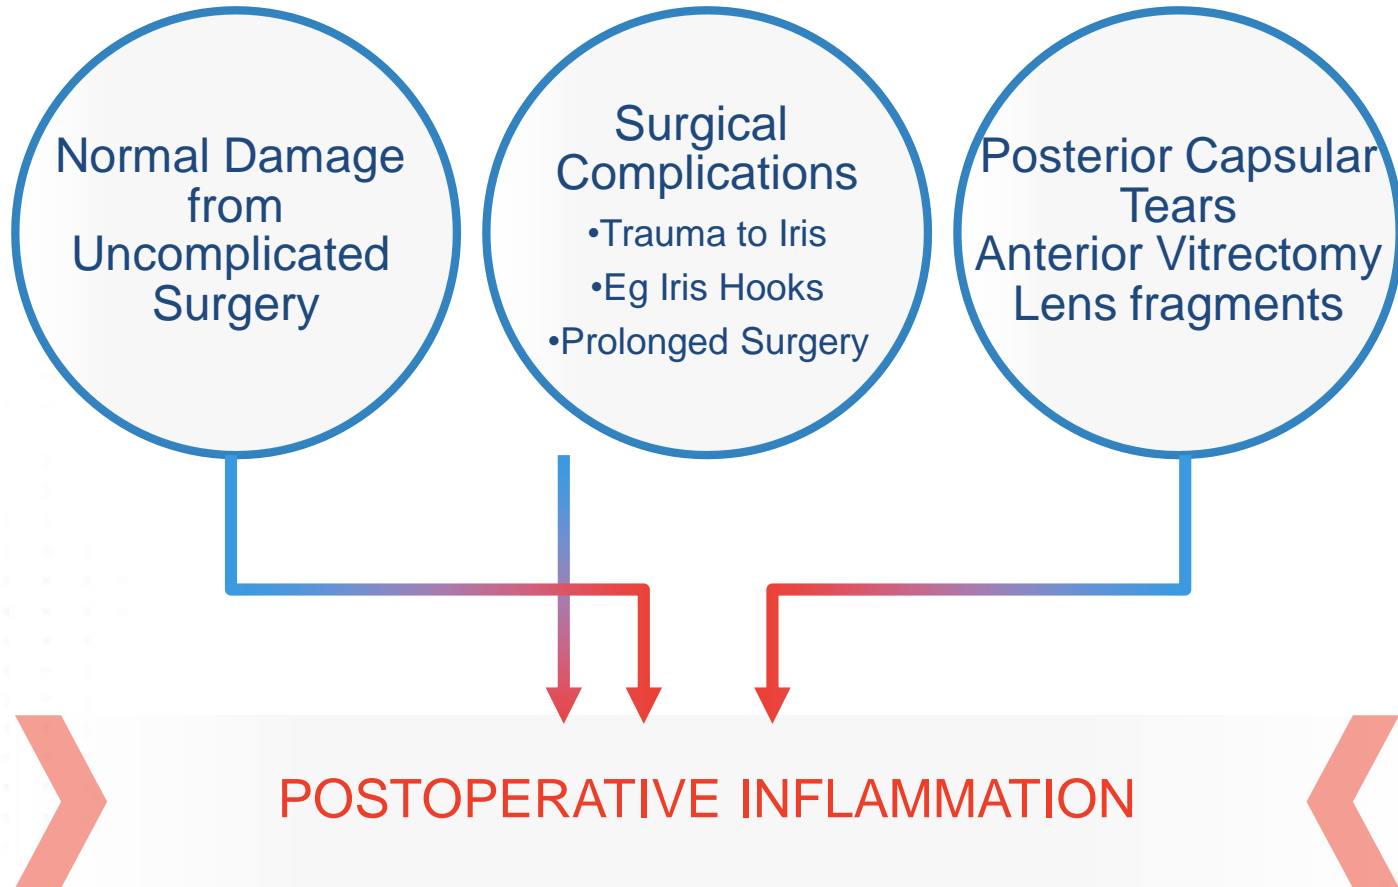 Normal Damage
from
Uncomplicated
Surgery
Surgical
Complications
•Trauma to Iris
•Eg Iris Hooks
•Prolonged Surgery
Posterior Capsular
Tears
Anterior Vitrectomy
Lens fragments
POSTOPERATIVE INFLAMMATION